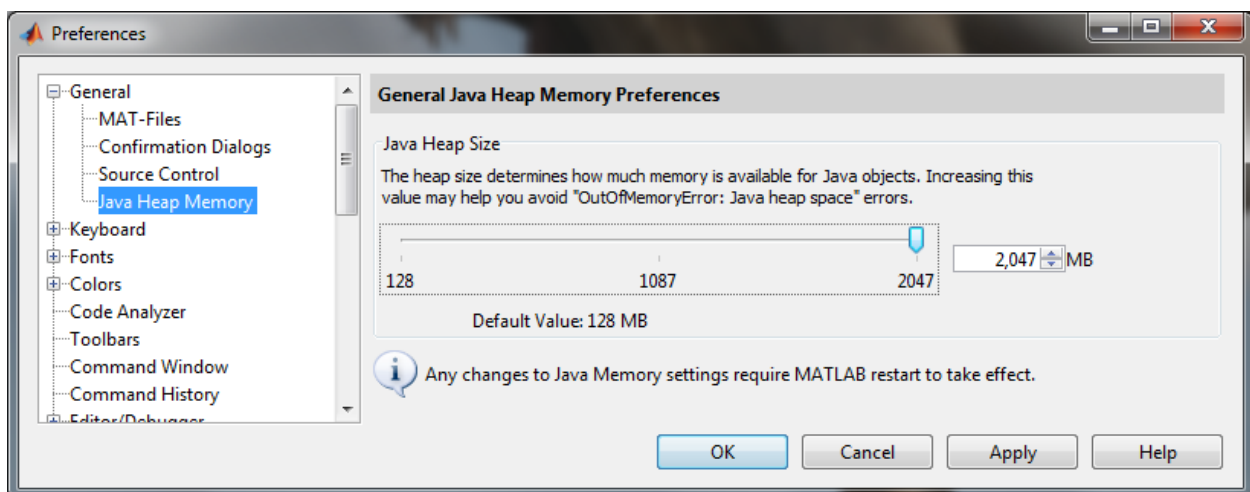 Preferences
General
MAT-Files
Confirmation Dialogs
Source Control
Java Heap Memory
Keyboard
Fonts
Colors
Code Analyzer
Toolbars
Command Window
Command History
Editor/Debugger
General Java Heap Memory Preferences
Java Heap Size
The heap size determines how much memory is available for Java objects. Increasing this
value may help you avoid "OutOfMemoryError: Java heap space" errors.
128 1087 2047
2,047 MB
Default Value: 128 MB
Any changes to Java Memory settings require MATLAB restart to take effect.
OK Cancel Apply Help